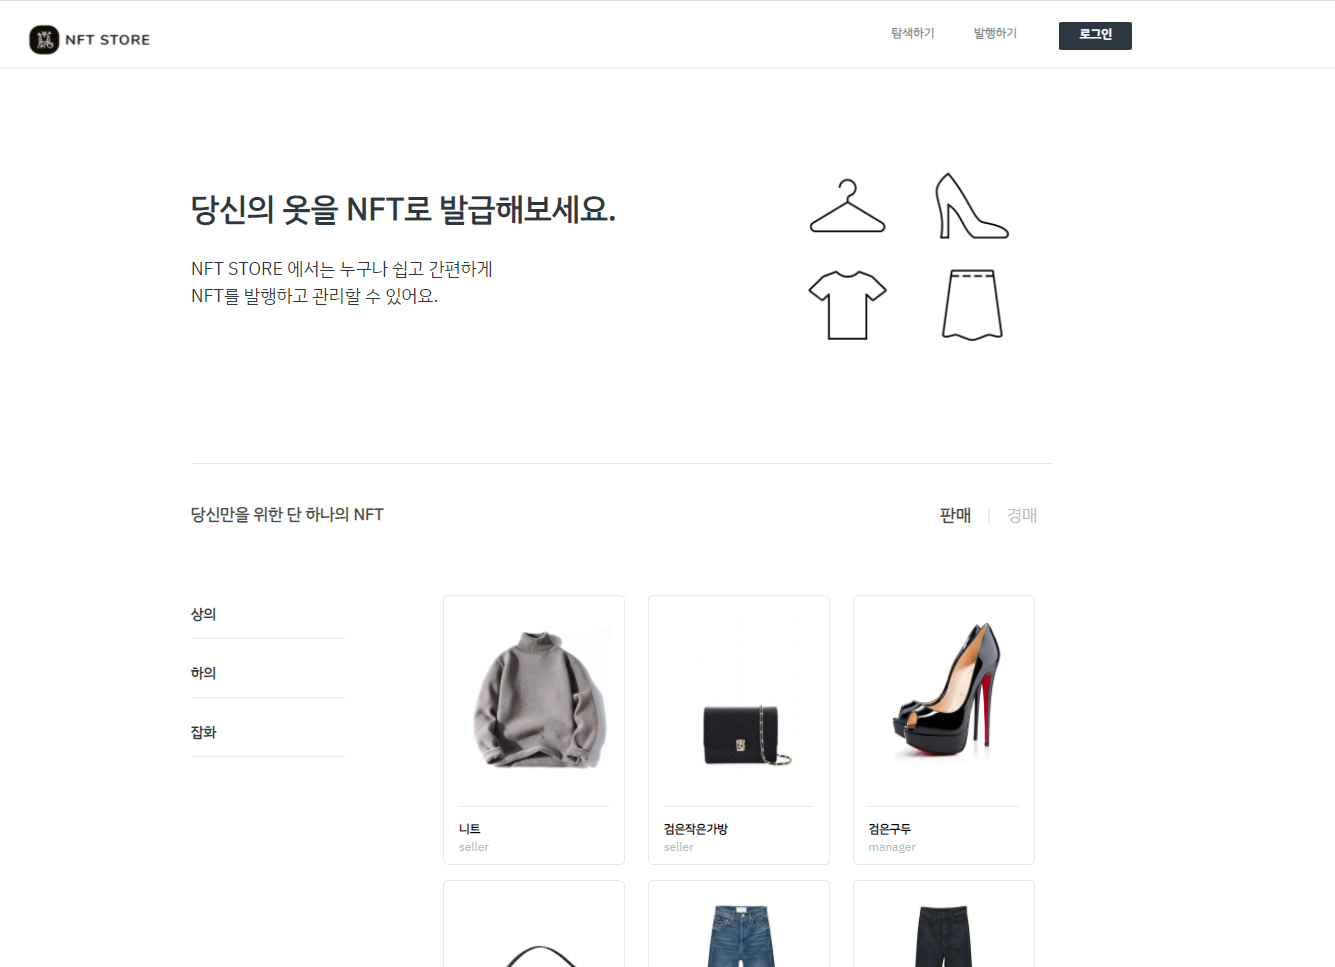 NFT STORE
탐색하기
발행하기
로그인
당신의 옷을 NFT로 발급해보세요.
NFT STORE 에서는 누구나 쉽고 간편하게
NFT를 발행하고 관리할 수 있어요.
당신만을 위한 단 하나의 NFT
판매 | 경매
상의
하의
잡화
니트
seller
검은작은가방
seller
검은구두
manager